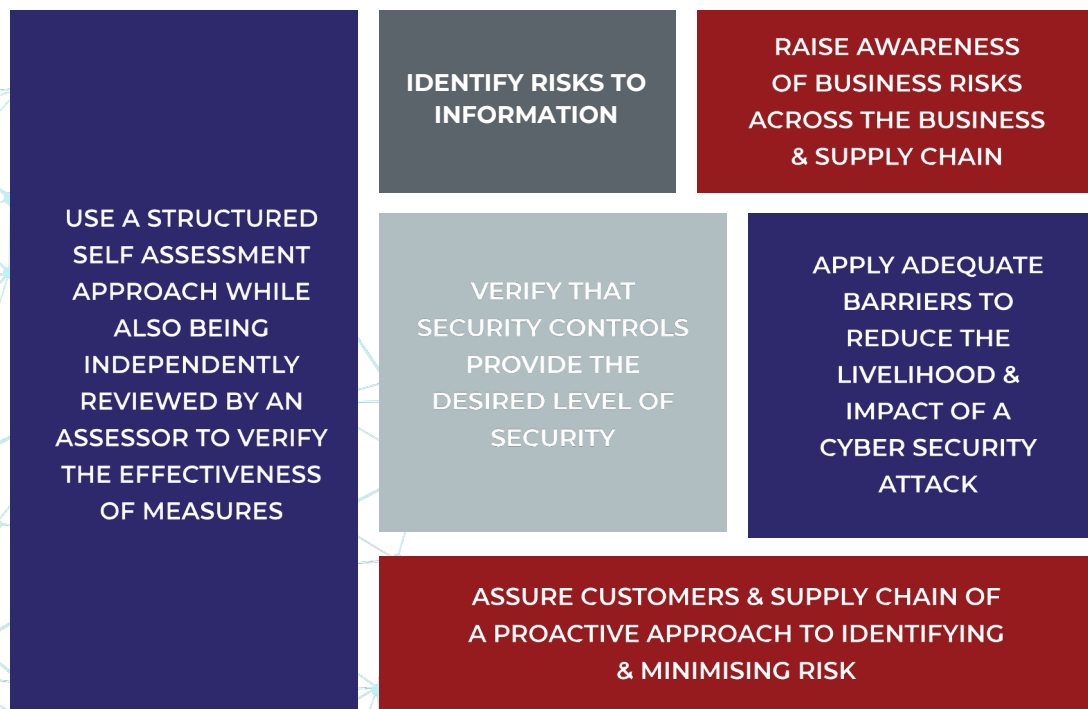 USE A STRUCTURED
SELF ASSESSMENT
APPROACH WHILE
ALSO BEING
INDEPENDENTLY
REVIEWED BY AN
ASSESSOR TO VERIFY
THE EFFECTIVENESS
OF MEASURES
IDENTIFY RISKS TO
INFORMATION
RAISE AWARENESS
OF BUSINESS RISKS
ACROSS THE BUSINESS
& SUPPLY CHAIN
VERIFY THAT
SECURITY CONTROLS
PROVIDE THE
DESIRED LEVEL OF
SECURITY
APPLY ADEQUATE
BARRIERS TO
REDUCE THE
LIVELIHOOD &
IMPACT OF A
CYBER SECURITY
ATTACK
ASSURE CUSTOMERS & SUPPLY CHAIN OF
A PROACTIVE APPROACH TO IDENTIFYING
& MINIMISING RISK